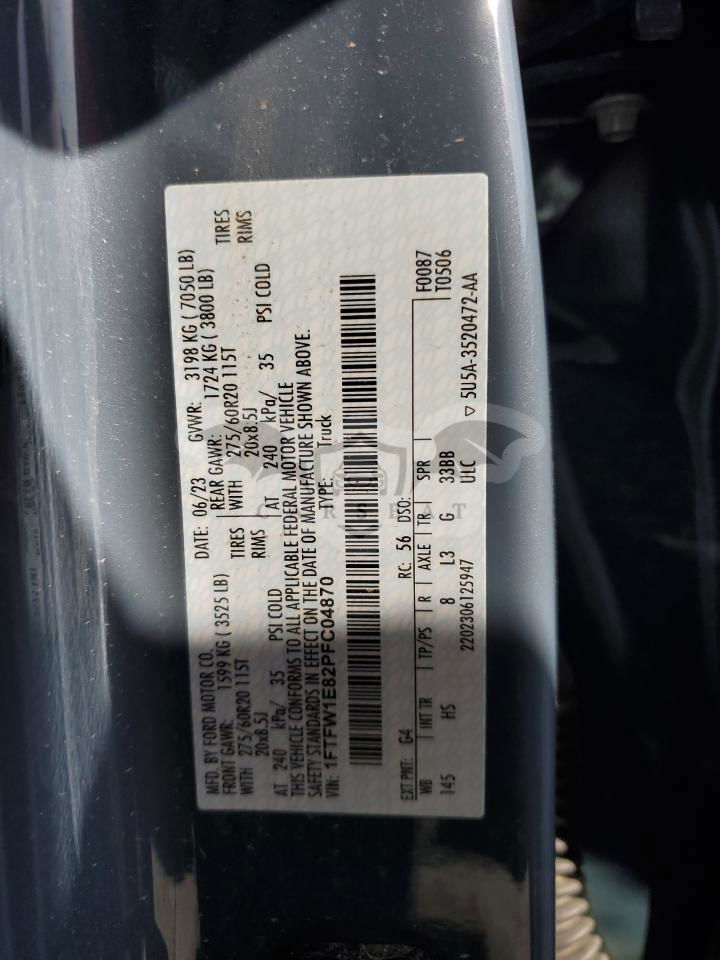 MFD. BY FORD MOTOR CO. DATE: 06/23 GVWR: 3198 KG ( 7050 LB)
FRONT GAWR: 1599 KG ( 3525 LB) REAR GAWR: 1724 KG ( 3800 LB)
WITH 275/60R20 115T TIRES WITH 275/60R20 115T TIRES
20x8.5J RIMS 20x8.5J RIMS
AT 240 kPa/ 35 PSI COLD AT 240 kPa/ 35 PSI COLD
THIS VEHICLE CONFORMS TO ALL APPLICABLE FEDERAL MOTOR VEHICLE
SAFETY STANDARDS IN EFFECT ON THE DATE OF MANUFACTURE SHOWN ABOVE.
VIN: 1FTFW1E82PFC04870 TYPE: Truck
EXT PNT: G4 RC: 56 DSO: F0087
WB INT TR TP/PS R AXLE TR SPR T0506
145 HS 8 L3 G 33BB
2202306125947 UILC ▽ 5U5A-3520472-AA